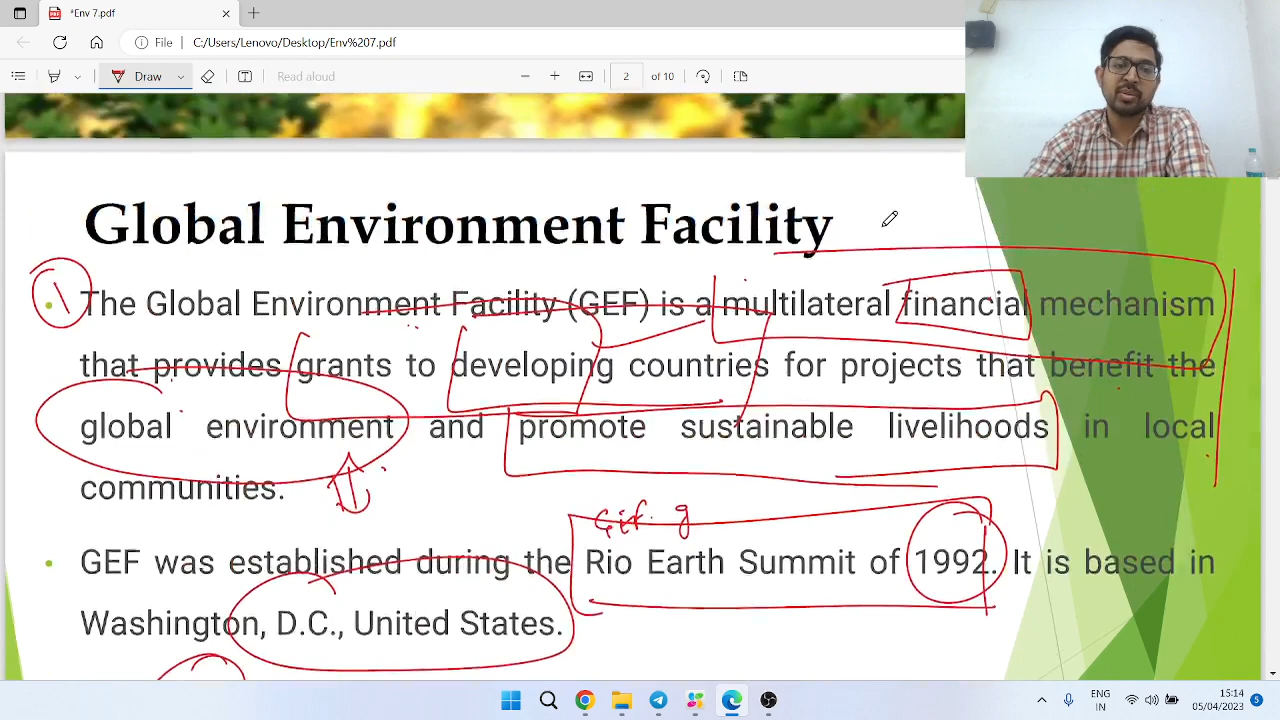 *Env 7.pdf
File C:/Users/Lenovo/Desktop/Env%207.pdf
Draw Read aloud 2 of 10
Global Environment Facility
1
• The Global Environment Facility (GEF) is a multilateral financial mechanism
that provides grants to developing countries for projects that benefit the
global environment and promote sustainable livelihoods in local
communities.
• GEF was established during the Rio Earth Summit of 1992. It is based in
Washington, D.C., United States.
ENG 15:14
IN 05/04/2023 5